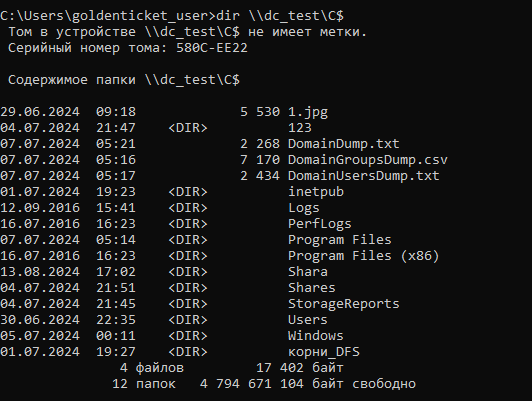 C:\Users\goldenticket_user>dir \\dc_test\C$
Том в устройстве \\dc_test\C$ не имеет метки.
Серийный номер тома: 580C-EE22
Содержимое папки \\dc_test\C$
29.06.2024  09:18             5 530 1.jpg
04.07.2024  21:47    <DIR>          123
07.07.2024  05:21             2 268 DomainDump.txt
07.07.2024  05:16             7 170 DomainGroupsDump.csv
07.07.2024  05:17             2 434 DomainUsersDump.txt
01.07.2024  19:23    <DIR>          inetpub
12.09.2016  15:41    <DIR>          Logs
16.07.2016  16:23    <DIR>          PerfLogs
07.07.2024  05:14    <DIR>          Program Files
16.07.2016  16:23    <DIR>          Program Files (x86)
13.08.2024  17:02    <DIR>          Shara
04.07.2024  21:51    <DIR>          Shares
04.07.2024  21:45    <DIR>          StorageReports
30.06.2024  22:35    <DIR>          Users
05.07.2024  00:11    <DIR>          Windows
01.07.2024  19:27    <DIR>          корни_DFS
4 файлов         17 402 байт
12 папок   4 794 671 104 байт свободно